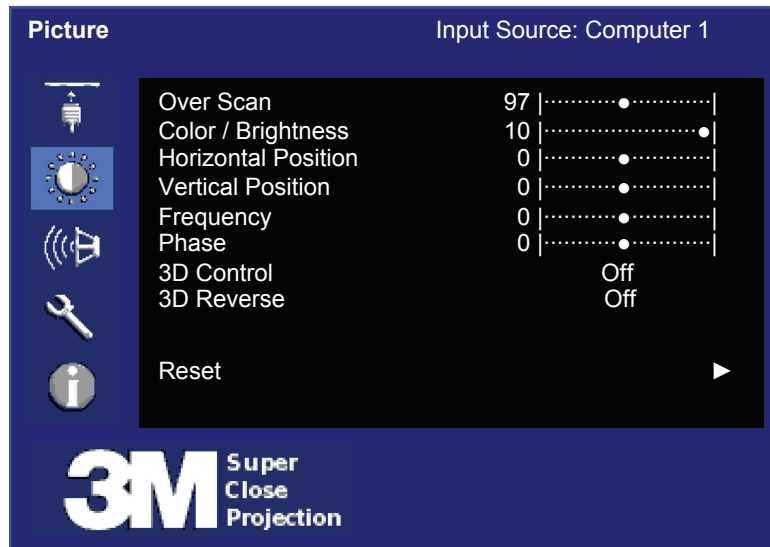 Picture Input Source: Computer 1
Over Scan 97
Color / Brightness 10
Horizontal Position 0
Vertical Position 0
Frequency 0
Phase 0
3D Control Off
3D Reverse Off
Reset
3M Super
Close
Projection